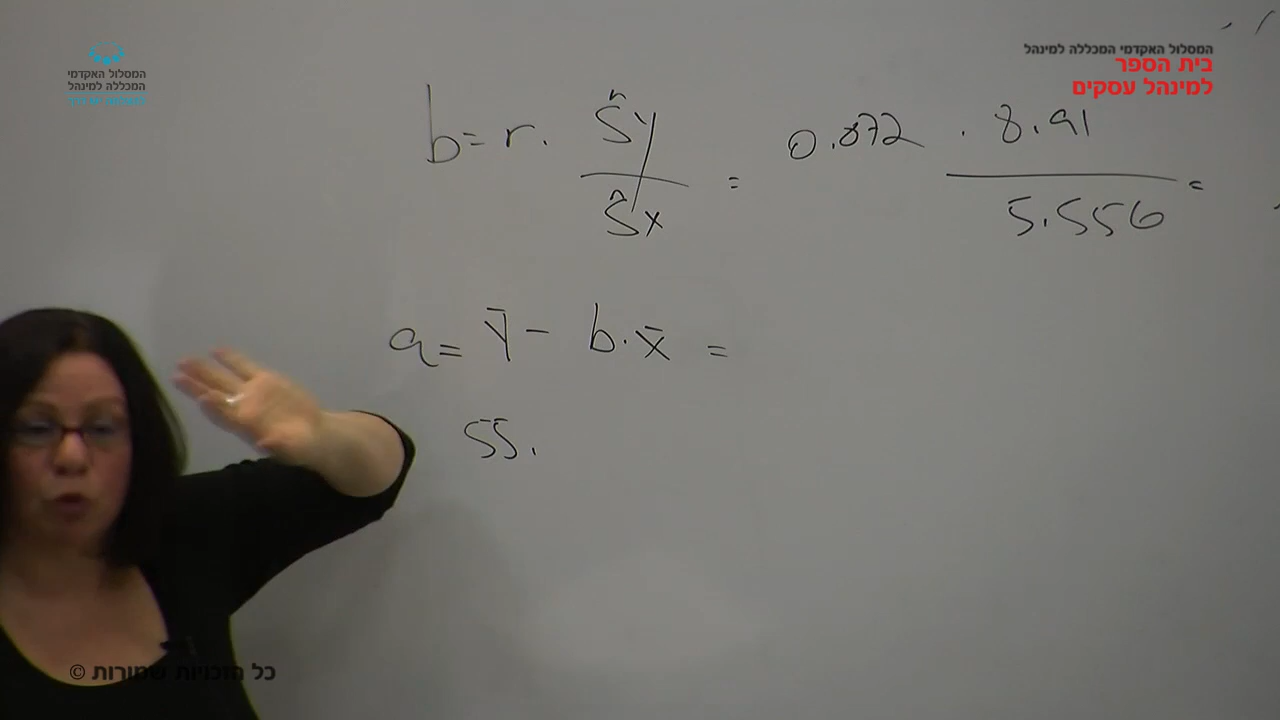 המסלול האקדמי המכללה למינהל
בית הספר
למינהל עסקים
המסלול האקדמי
המכללה למינהל
b = r · Ŝy / Ŝx = 0.872 · 8.91 / 5.556 =
a = ȳ - b · x̄ =
55.
© כל הזכויות שמורות